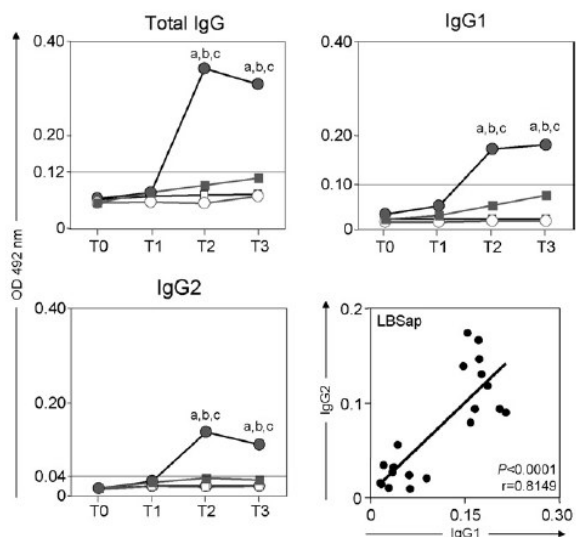 Total IgG
0.40
0.20
0.12
0
a,b,c
a,b,c
T0 T1 T2 T3
IgG1
0.40
0.20
0.10
0
a,b,c
a,b,c
T0 T1 T2 T3
OD 492 nm
IgG2
0.40
0.20
0.04
0
a,b,c
a,b,c
T0 T1 T2 T3
LBSap
0.2
0.1
0
IgG2
P<0.0001
r=0.8149
0 0.15 0.30
IgG1